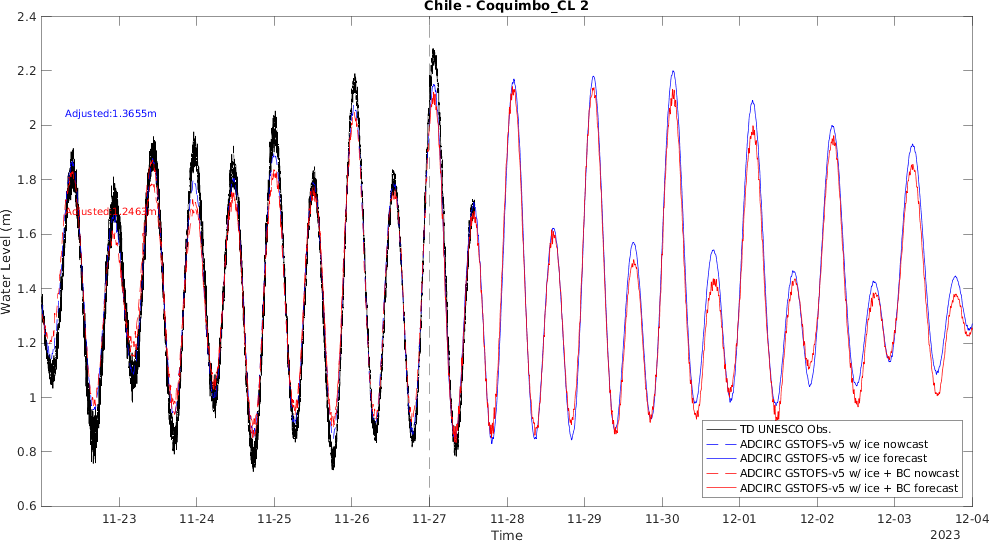 Chile - Coquimbo_CL 2
Water Level (m)
2.4
2.2
2
1.8
1.6
1.4
1.2
1
0.8
0.6
Adjusted:1.3655m
Adjusted:1.2463m
TD UNESCO Obs.
ADCIRC GSTOFS-v5 w/ ice nowcast
ADCIRC GSTOFS-v5 w/ ice forecast
ADCIRC GSTOFS-v5 w/ ice + BC nowcast
ADCIRC GSTOFS-v5 w/ ice + BC forecast
11-23 11-24 11-25 11-26 11-27 11-28 11-29 11-30 12-01 12-02 12-03 12-04
Time
2023